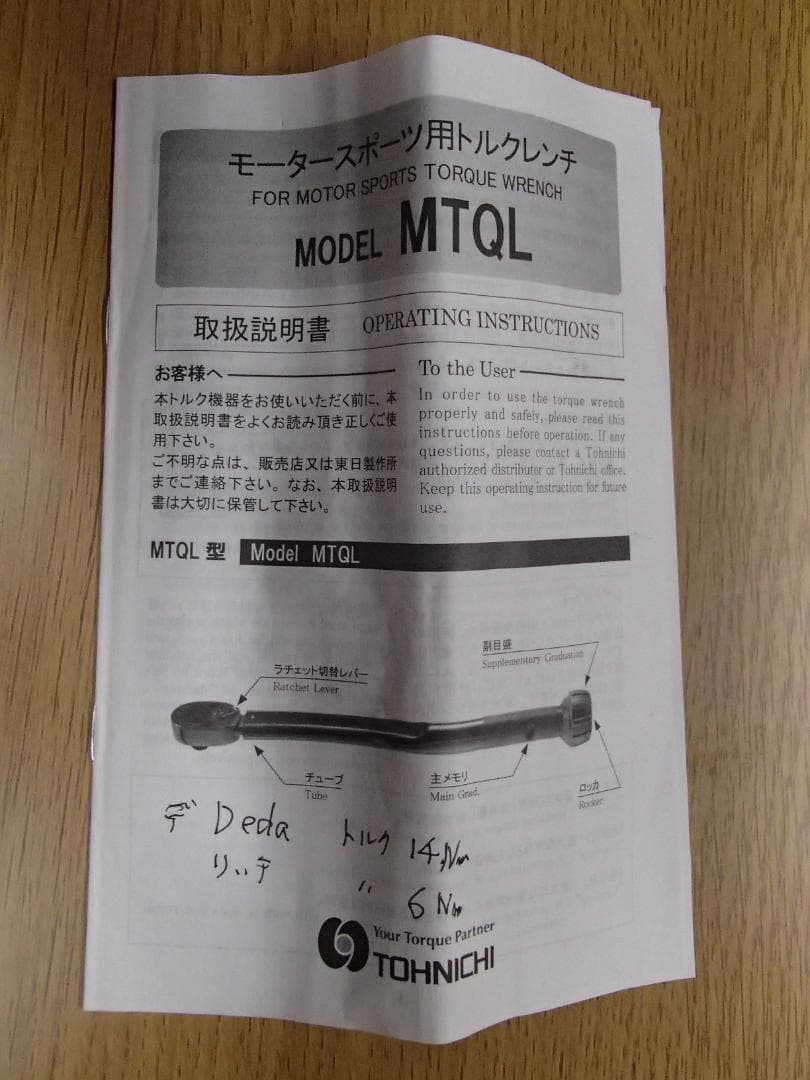 モータースポーツ用トルクレンチ
FOR MOTOR SPORTS TORQUE WRENCH
MODEL MTQL
取扱説明書 OPERATING INSTRUCTIONS
お客様へ
本トルク機器をお使いいただく前に、本
取扱説明書をよくお読み頂き正しくご使
用下さい。
ご不明な点は、販売店又は東日製作所
までご連絡下さい。なお、本取扱説明
書は大切に保管して下さい。
To the User
In order to use the torque wrench
properly and safely, please read this
instructions before operation. If any
questions, please contact a Tohnichi
authorized distributor or Tohnichi office.
Keep this operating instruction for future
use.
MTQL 型 Model MTQL
副目盛
Supplementary Graduation
ラチェット切替レバー
Ratchet Lever
チューブ
Tube
主メモリ
Main Grad.
ロッカ
Rocker
デ Deda トルク 14Nm
リッチ 〃 6Nm
Your Torque Partner
TOHNICHI